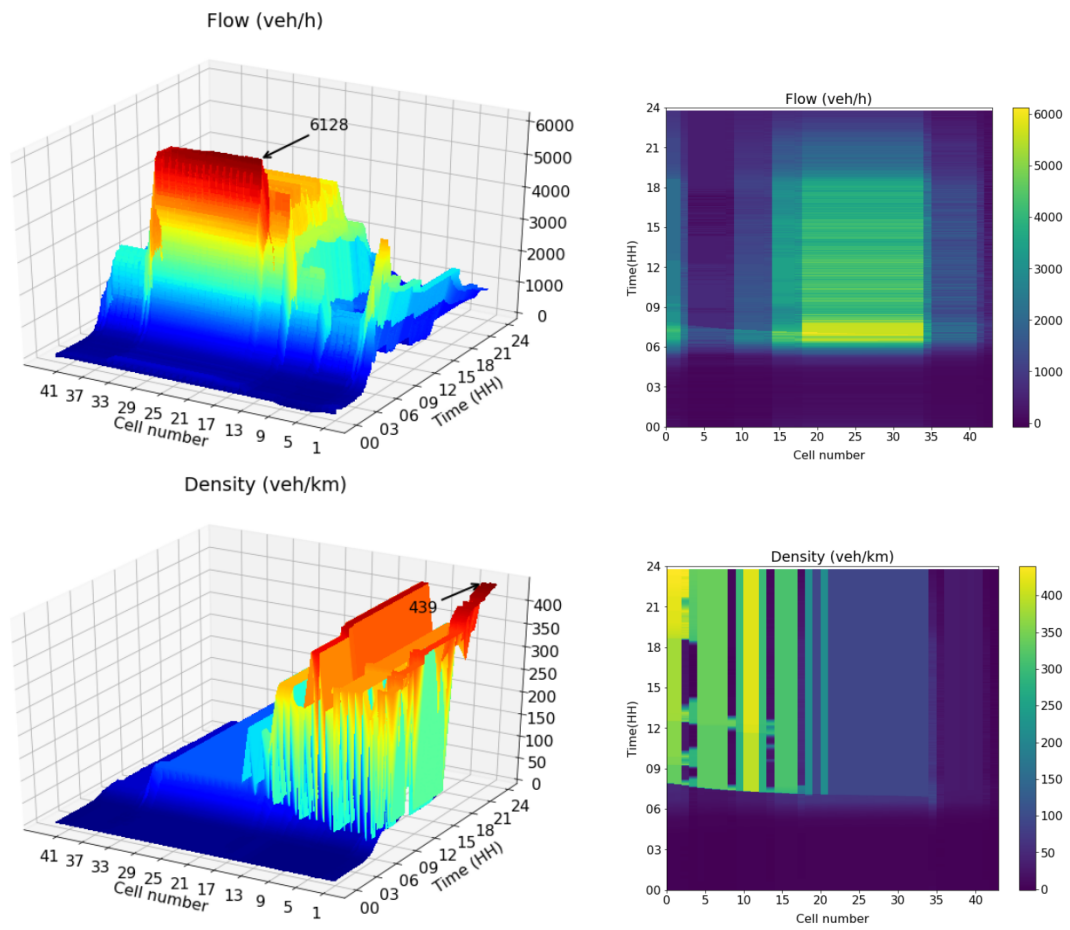 Flow (veh/h)
6128
6000
5000
4000
3000
2000
1000
0
41 37 33 29 25 21 17 13 9 5 1
Cell number
00 03 06 09 12 15 18 21 24
Time (HH)
Flow (veh/h)
24
21
18
15
12
09
06
03
00
Time(HH)
0 5 10 15 20 25 30 35 40
Cell number
6000
5000
4000
3000
2000
1000
0
Density (veh/km)
439
400
350
300
250
200
150
100
50
0
41 37 33 29 25 21 17 13 9 5 1
Cell number
00 03 06 09 12 15 18 21 24
Time (HH)
Density (veh/km)
24
21
18
15
12
09
06
03
00
Time(HH)
0 5 10 15 20 25 30 35 40
Cell number
400
350
300
250
200
150
100
50
0